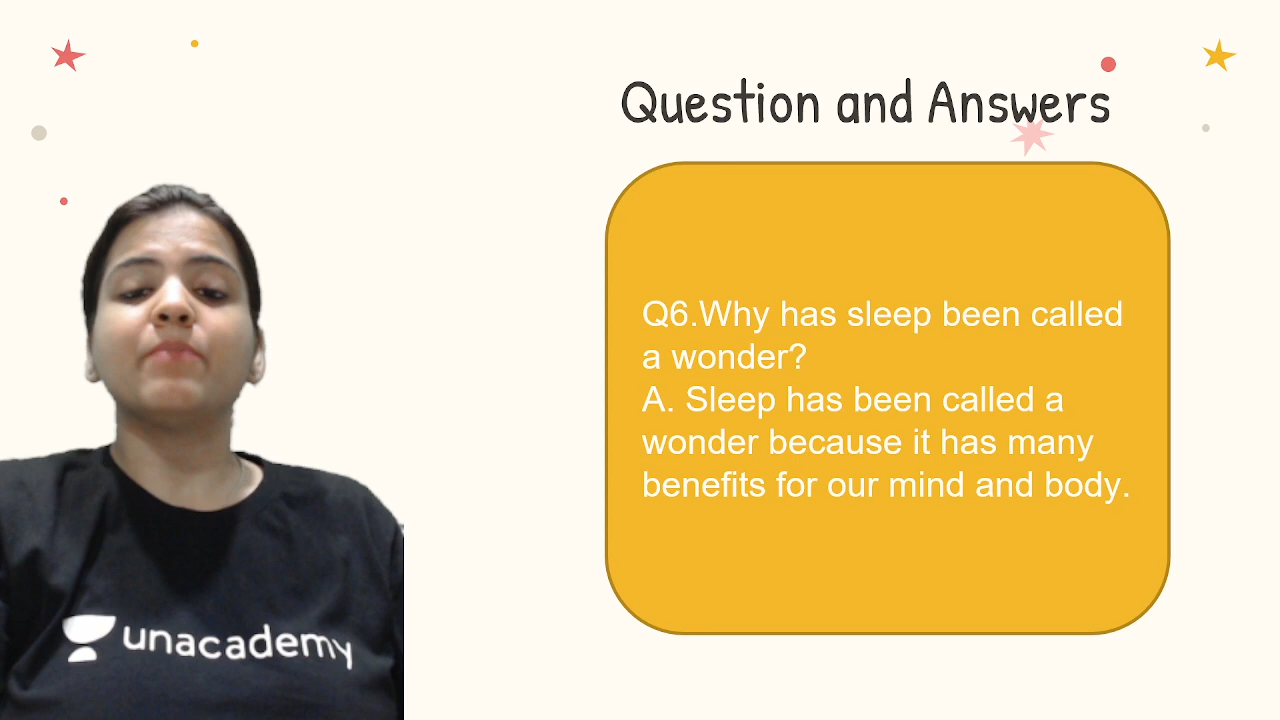 Question and Answers
Q6.Why has sleep been called
a wonder?
A. Sleep has been called a
wonder because it has many
benefits for our mind and body.
unacademy